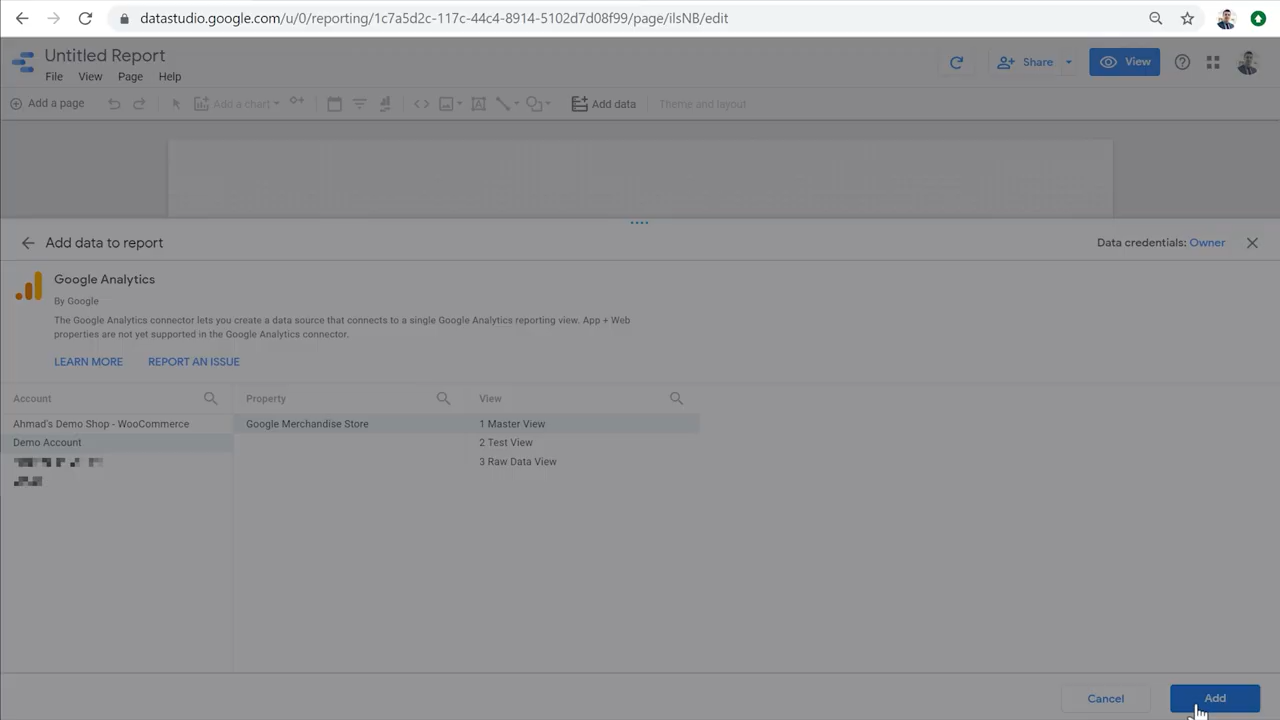 datastudio.google.com/u/0/reporting/1c7a5d2c-117c-44c4-8914-5102d7d08f99/page/ilsNB/edit
Untitled Report
File View Page Help
Share
View
Add a page
Add a chart
Add data
Theme and layout
Add data to report
Data credentials: Owner
Google Analytics
By Google
The Google Analytics connector lets you create a data source that connects to a single Google Analytics reporting view. App + Web
properties are not yet supported in the Google Analytics connector.
LEARN MORE REPORT AN ISSUE
Account Property View
Ahmad's Demo Shop - WooCommerce Google Merchandise Store 1 Master View
Demo Account 2 Test View
3 Raw Data View
Cancel Add